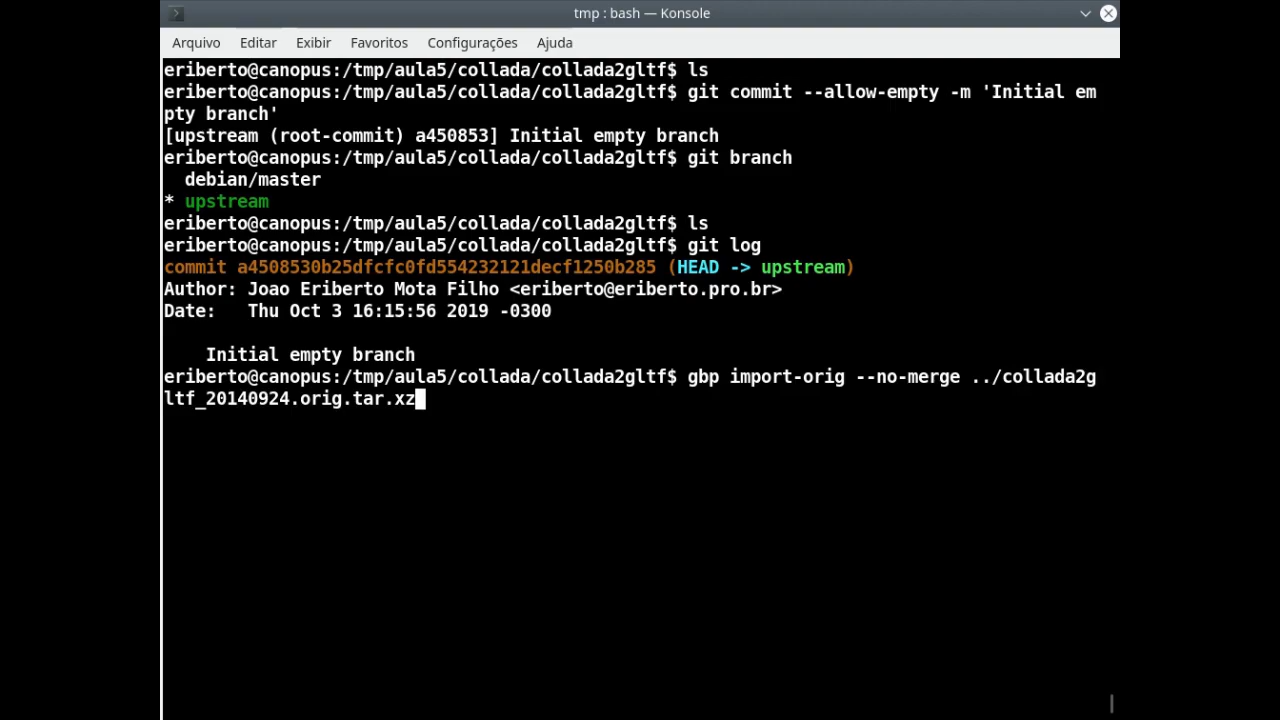 tmp : bash — Konsole
Arquivo Editar Exibir Favoritos Configurações Ajuda
eriberto@canopus:/tmp/aula5/collada/collada2gltf$ ls
eriberto@canopus:/tmp/aula5/collada/collada2gltf$ git commit --allow-empty -m 'Initial em
pty branch'
[upstream (root-commit) a450853] Initial empty branch
eriberto@canopus:/tmp/aula5/collada/collada2gltf$ git branch
  debian/master
* upstream
eriberto@canopus:/tmp/aula5/collada/collada2gltf$ ls
eriberto@canopus:/tmp/aula5/collada/collada2gltf$ git log
commit a4508530b25dfcfc0fd554232121decf1250b285 (HEAD -> upstream)
Author: Joao Eriberto Mota Filho <eriberto@eriberto.pro.br>
Date:   Thu Oct 3 16:15:56 2019 -0300
    Initial empty branch
eriberto@canopus:/tmp/aula5/collada/collada2gltf$ gbp import-orig --no-merge ../collada2g
ltf_20140924.orig.tar.xz